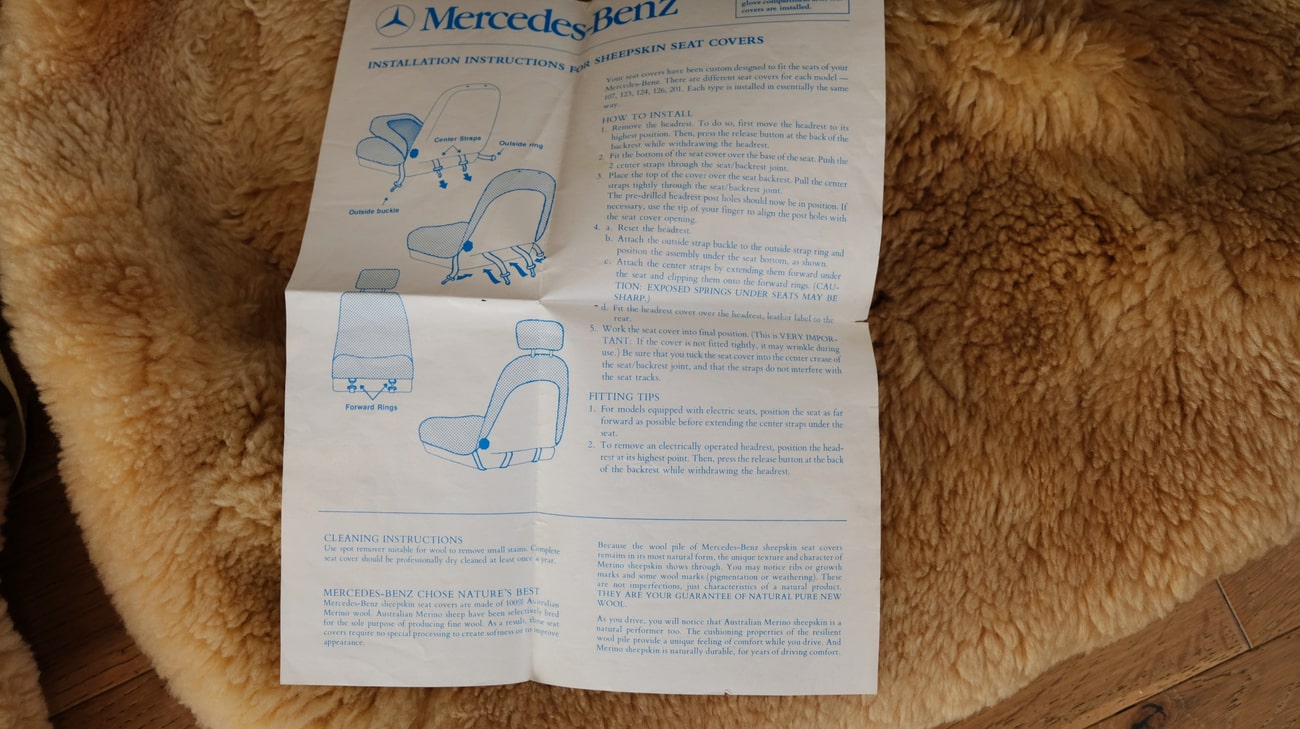 Mercedes-Benz
glove compartment
covers are installed.
INSTALLATION INSTRUCTIONS FOR SHEEPSKIN SEAT COVERS
Center Straps
Outside ring
Outside buckle
Forward Rings
Your seat covers have been custom designed to fit the seats of your
Mercedes-Benz. There are different seat covers for each model —
107, 123, 124, 126, 201. Each type is installed in essentially the same
way.
HOW TO INSTALL
1. Remove the headrest. To do so, first move the headrest to its
highest position. Then, press the release button at the back of the
backrest while withdrawing the headrest.
2. Fit the bottom of the seat cover over the base of the seat. Push the
2 center straps through the seat/backrest joint.
3. Place the top of the cover over the seat backrest. Pull the center
straps tightly through the seat/backrest joint.
The pre-drilled headrest post holes should now be in position. If
necessary, use the tip of your finger to align the post holes with
the seat cover opening.
4. a. Reset the headrest.
b. Attach the outside strap buckle to the outside strap ring and
position the assembly under the seat bottom, as shown.
c. Attach the center straps by extending them forward under
the seat and clipping them onto the forward rings. (CAU-
TION: EXPOSED SPRINGS UNDER SEATS MAY BE
SHARP.)
d. Fit the headrest cover over the headrest, leather label to the
rear.
5. Work the seat cover into final position. (This is VERY IMPOR-
TANT: If the cover is not fitted tightly, it may wrinkle during
use.) Be sure that you tuck the seat cover into the center crease of
the seat/backrest joint, and that the straps do not interfere with
the seat tracks.
FITTING TIPS
1. For models equipped with electric seats, position the seat as far
forward as possible before extending the center straps under the
seat.
2. To remove an electrically operated headrest, position the head-
rest at its highest point. Then, press the release button at the back
of the backrest while withdrawing the headrest.
CLEANING INSTRUCTIONS
Use spot remover suitable for wool to remove small stains. Complete
seat cover should be professionally dry cleaned at least once a year.
MERCEDES-BENZ CHOSE NATURE'S BEST
Mercedes-Benz sheepskin seat covers are made of 100% Australian
Merino wool. Australian Merino sheep have been selectively bred
for the sole purpose of producing fine wool. As a result, these seat
covers require no special processing to create softness or to improve
appearance.
Because the wool pile of Mercedes-Benz sheepskin seat covers
remains in its most natural form, the unique texture and character of
Merino sheepskin shows through. You may notice ribs or growth
marks and some wool marks (pigmentation or weathering). These
are not imperfections, just characteristics of a natural product.
THEY ARE YOUR GUARANTEE OF NATURAL PURE NEW
WOOL.
As you drive, you will notice that Australian Merino sheepskin is a
natural performer too. The cushioning properties of the resilient
wool pile provide a unique feeling of comfort while you drive. And
Merino sheepskin is naturally durable, for years of driving comfort.